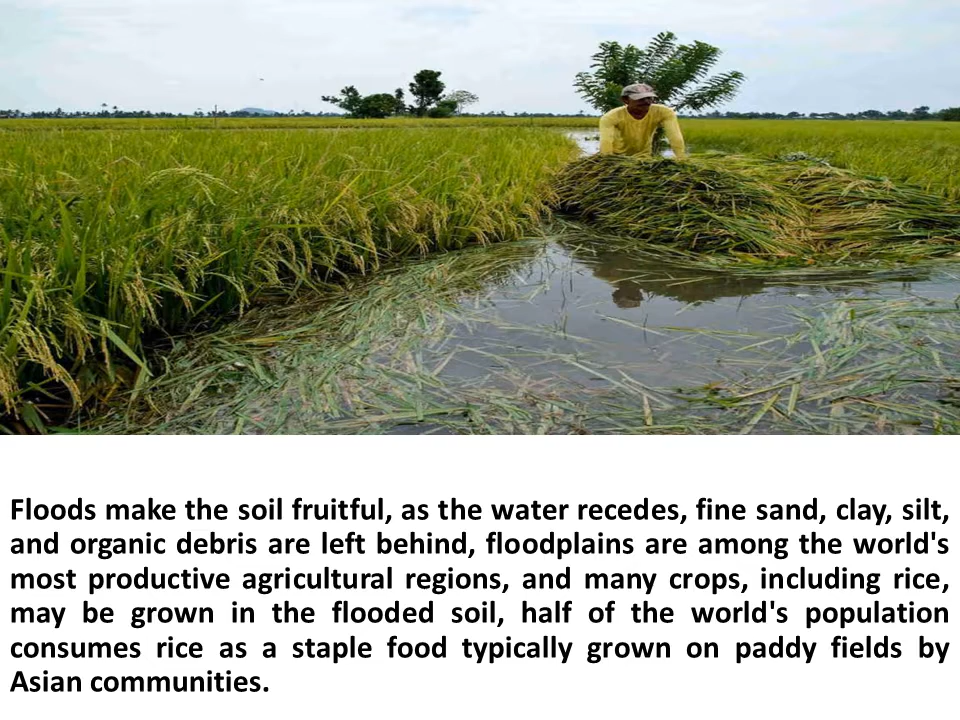 Floods make the soil fruitful, as the water recedes, fine sand, clay, silt,
and organic debris are left behind, floodplains are among the world's
most productive agricultural regions, and many crops, including rice,
may be grown in the flooded soil, half of the world's population
consumes rice as a staple food typically grown on paddy fields by
Asian communities.